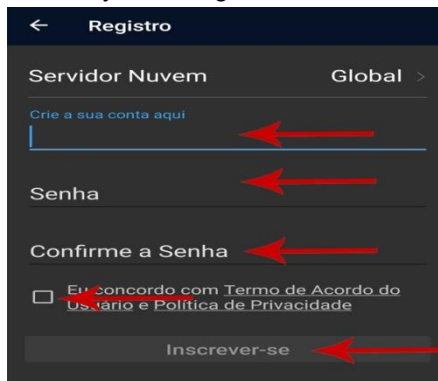 Registro
Servidor Nuvem Global >
Crie a sua conta aqui
Senha
Confirme a Senha
Eu concordo com Termo de Acordo do
Usuário e Política de Privacidade
Inscrever-se